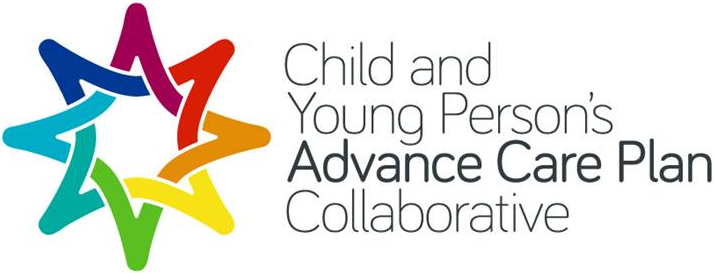 Child and
Young Person's
Advance Care Plan
Collaborative